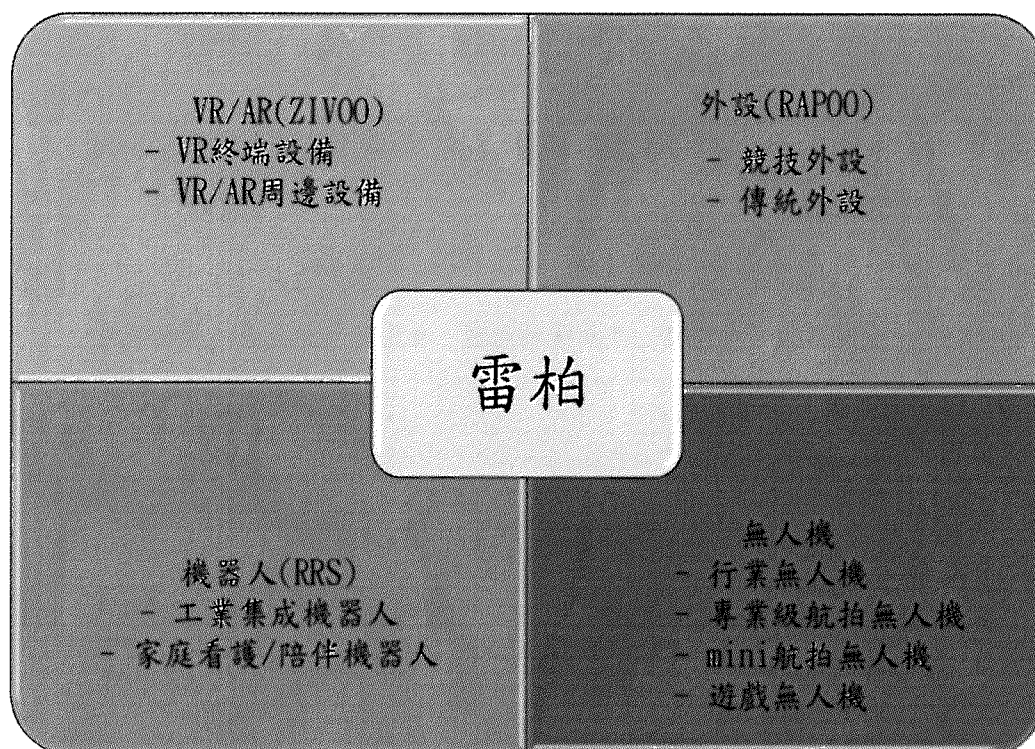 VR/AR(ZIVOO)
- VR終端設備
- VR/AR周邊設備
外設(RAPOO)
- 競技外設
- 傳統外設
雷柏
機器人(RRS)
- 工業集成機器人
- 家庭看護/陪伴機器人
無人機
- 行業無人機
- 專業級航拍無人機
- mini航拍無人機
- 遊戲無人機